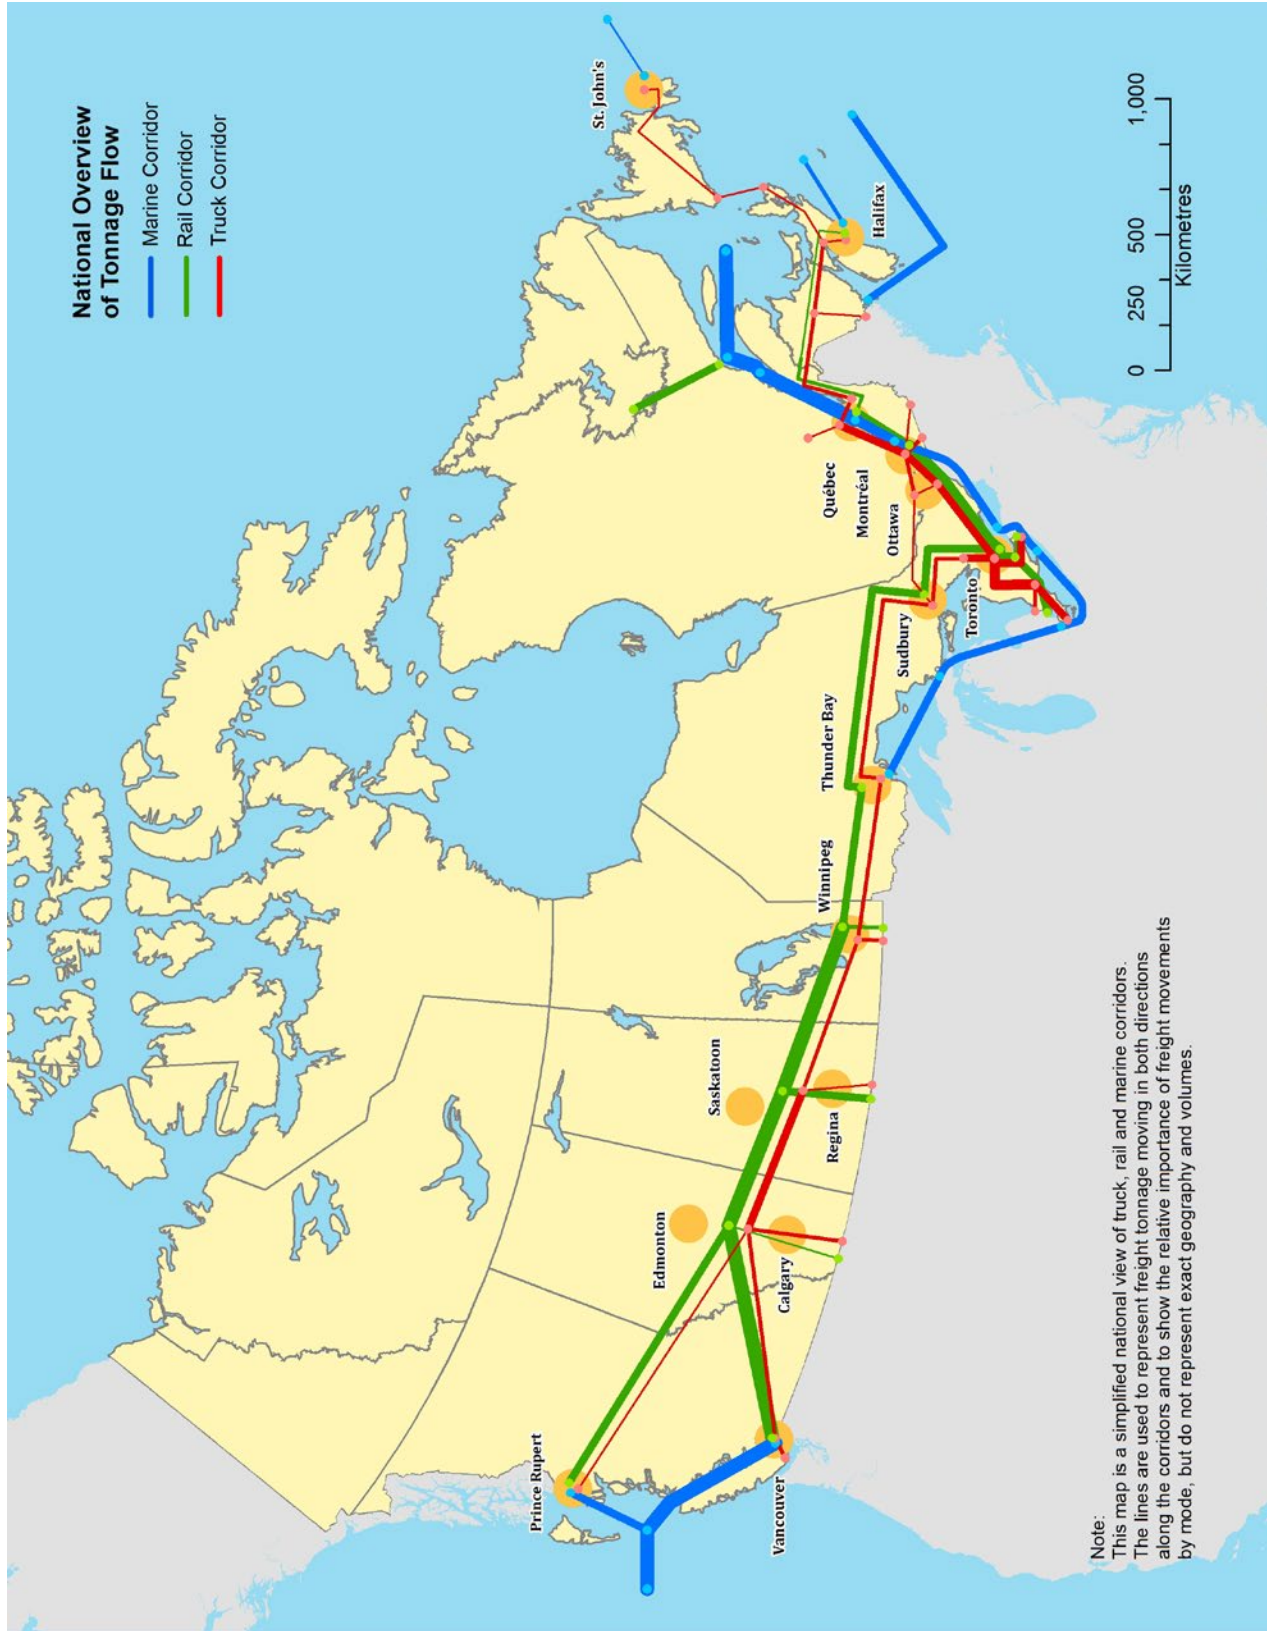 National Overview
of Tonnage Flow
Marine Corridor
Rail Corridor
Truck Corridor
Prince Rupert
Vancouver
Edmonton
Calgary
Saskatoon
Regina
Winnipeg
Thunder Bay
Sudbury
Toronto
Ottawa
Montréal
Québec
Halifax
St. John's
Note:
This map is a simplified national view of truck, rail and marine corridors.
The lines are used to represent freight tonnage moving in both directions
along the corridors and to show the relative importance of freight movements
by mode, but do not represent exact geography and volumes.
0 250 500 1,000
Kilometres